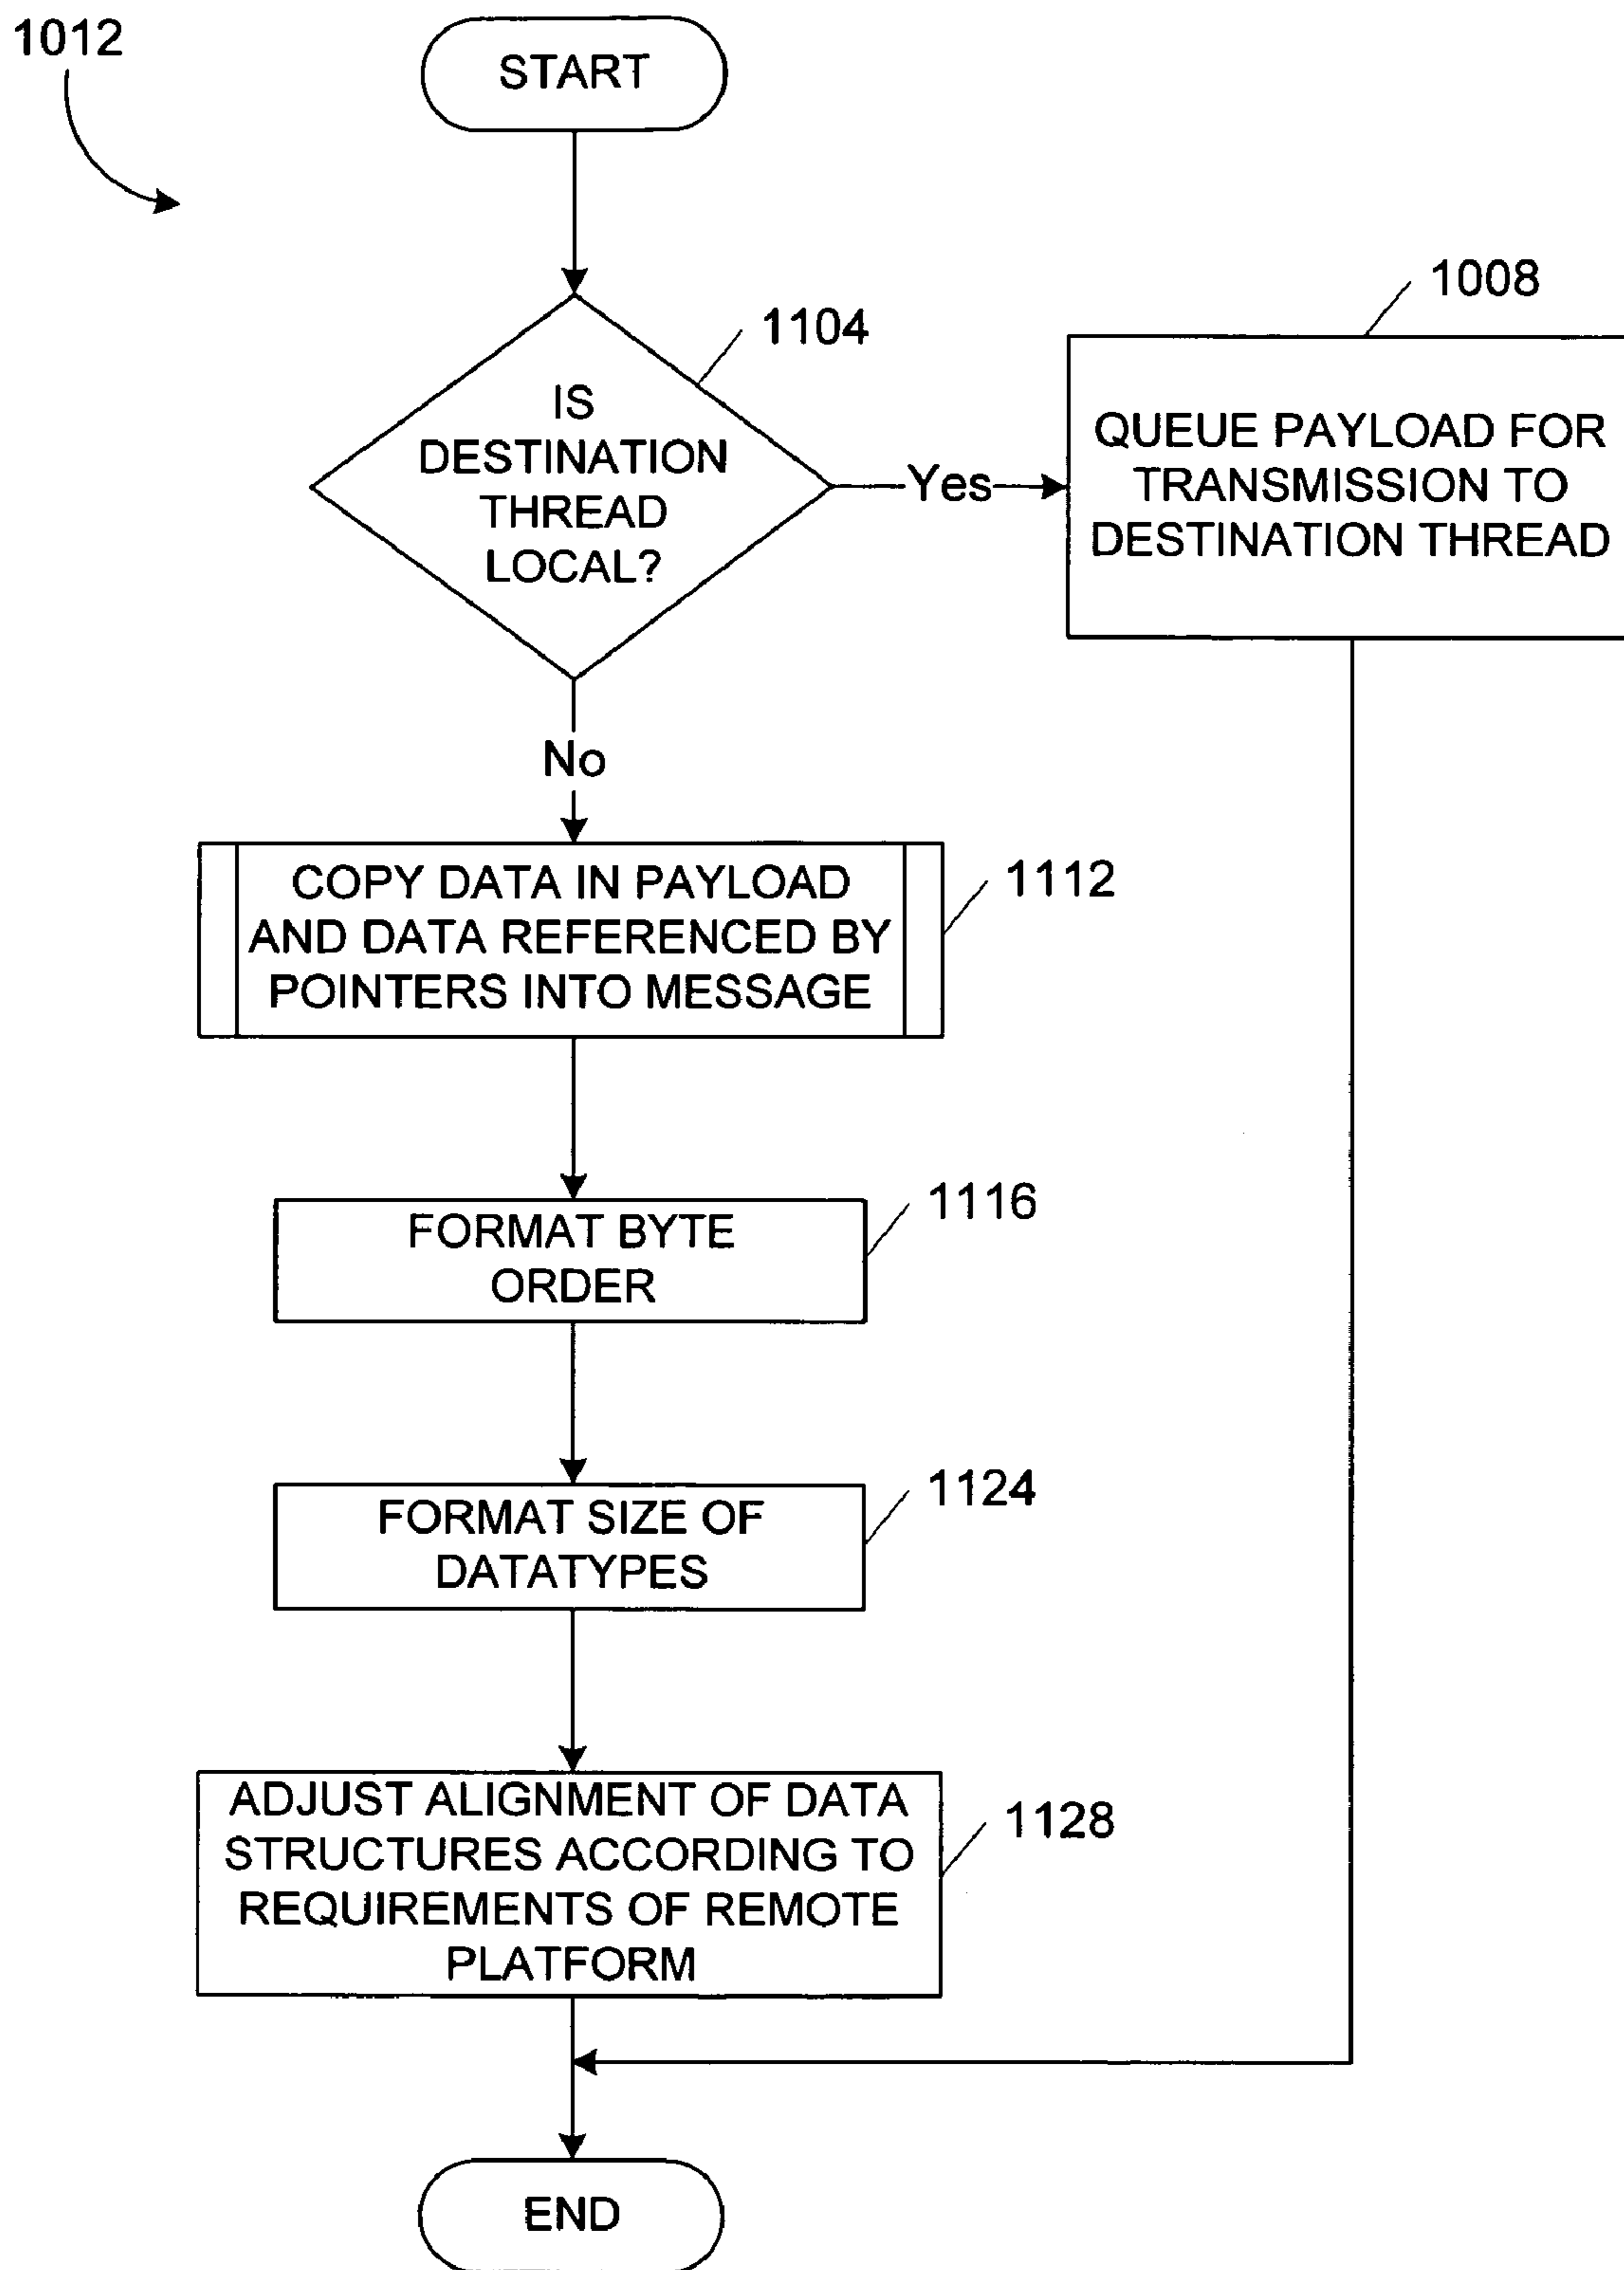 1012
START
1104
IS
DESTINATION
THREAD
LOCAL?
Yes
1008
QUEUE PAYLOAD FOR
TRANSMISSION TO
DESTINATION THREAD
No
COPY DATA IN PAYLOAD
AND DATA REFERENCED BY
POINTERS INTO MESSAGE
1112
FORMAT BYTE
ORDER
1116
FORMAT SIZE OF
DATATYPES
1124
ADJUST ALIGNMENT OF DATA
STRUCTURES ACCORDING TO
REQUIREMENTS OF REMOTE
PLATFORM
1128
END